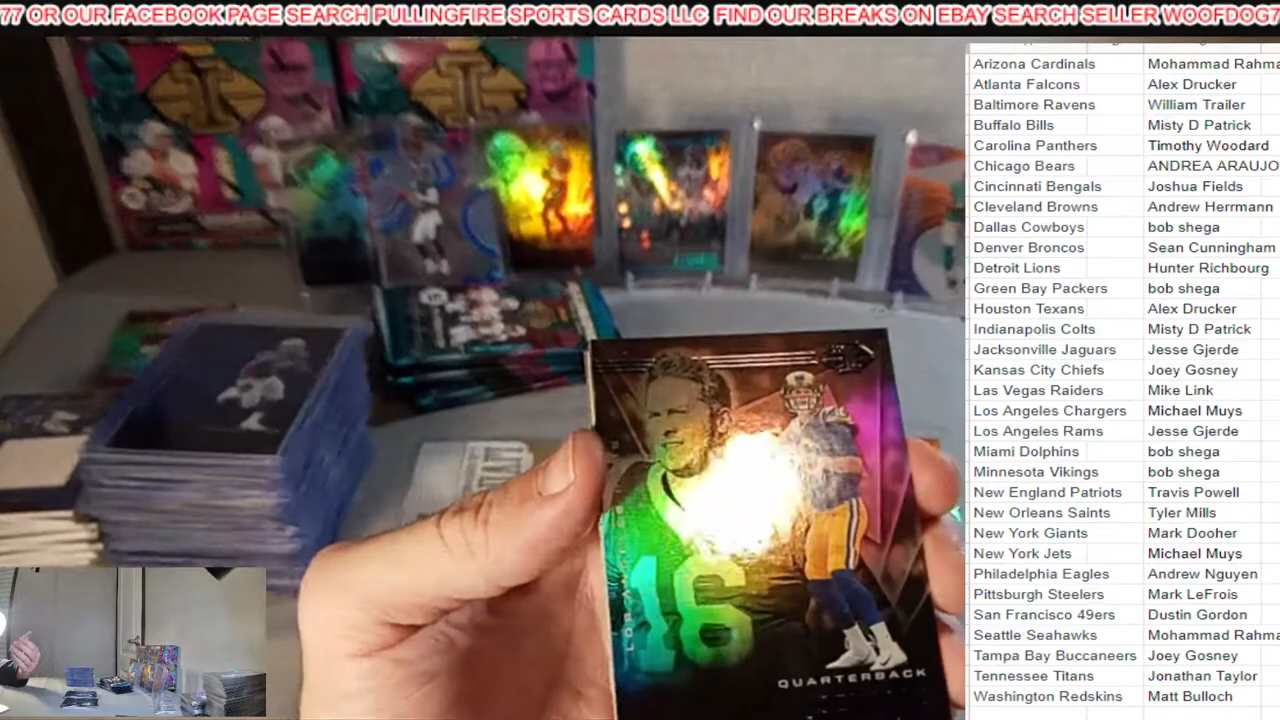 77 OR OUR FACEBOOK PAGE SEARCH PULLINGFIRE SPORTS CARDS LLC FIND OUR BREAKS ON EBAY SEARCH SELLER WOOFDOG7
Arizona Cardinals Mohammad Rahma
Atlanta Falcons Alex Drucker
Baltimore Ravens William Trailer
Buffalo Bills Misty D Patrick
Carolina Panthers Timothy Woodard
Chicago Bears ANDREA ARAUJO
Cincinnati Bengals Joshua Fields
Cleveland Browns Andrew Herrmann
Dallas Cowboys bob shega
Denver Broncos Sean Cunningham
Detroit Lions Hunter Richbourg
Green Bay Packers bob shega
Houston Texans Alex Drucker
Indianapolis Colts Misty D Patrick
Jacksonville Jaguars Jesse Gjerde
Kansas City Chiefs Joey Gosney
Las Vegas Raiders Mike Link
Los Angeles Chargers Michael Muys
Los Angeles Rams Jesse Gjerde
Miami Dolphins bob shega
Minnesota Vikings bob shega
New England Patriots Travis Powell
New Orleans Saints Tyler Mills
New York Giants Mark Dooher
New York Jets Michael Muys
Philadelphia Eagles Andrew Nguyen
Pittsburgh Steelers Mark LeFrois
San Francisco 49ers Dustin Gordon
Seattle Seahawks Mohammad Rahma
Tampa Bay Buccaneers Joey Gosney
Tennessee Titans Jonathan Taylor
Washington Redskins Matt Bulloch
16
QUARTERBACK